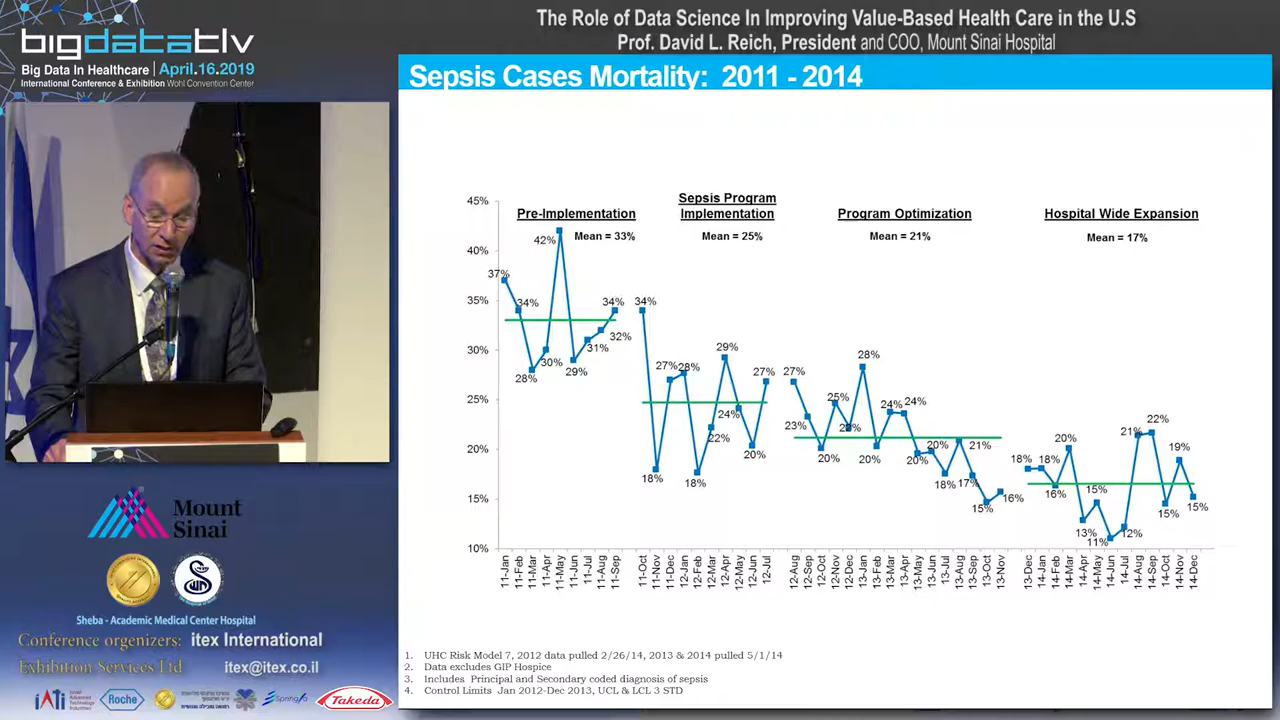 The Role of Data Science In Improving Value-Based Health Care in the U.S
Prof. David L. Reich, President and COO, Mount Sinai Hospital
bigdatatlv
Big Data In Healthcare | April.16.2019
International Conference & Exhibition Wohl Convention Center
Sepsis Cases Mortality: 2011 - 2014
45%
40%
35%
30%
25%
20%
15%
10%
Pre-Implementation
Mean = 33%
Sepsis Program
Implementation
Mean = 25%
Program Optimization
Mean = 21%
Hospital Wide Expansion
Mean = 17%
37%
34%
28%
30%
42%
29%
31%
32%
34%
34%
18%
27%
28%
18%
22%
29%
24%
20%
27%
27%
23%
20%
25%
22%
28%
20%
24%
24%
20%
20%
18%
21%
17%
15%
16%
18%
18%
16%
20%
13%
15%
11%
12%
21%
22%
15%
19%
15%
11-Jan
11-Feb
11-Mar
11-Apr
11-May
11-Jun
11-Jul
11-Aug
11-Sep
11-Oct
11-Nov
11-Dec
12-Jan
12-Feb
12-Mar
12-Apr
12-May
12-Jun
12-Jul
12-Aug
12-Sep
12-Oct
12-Nov
12-Dec
13-Jan
13-Feb
13-Mar
13-Apr
13-May
13-Jun
13-Jul
13-Aug
13-Sep
13-Oct
13-Nov
13-Dec
14-Jan
14-Feb
14-Mar
14-Apr
14-May
14-Jun
14-Jul
14-Aug
14-Sep
14-Oct
14-Nov
14-Dec
1. UHC Risk Model 7, 2012 data pulled 2/26/14, 2013 & 2014 pulled 5/1/14
2. Data excludes GIP Hospice
3. Includes Principal and Secondary coded diagnosis of sepsis
4. Control Limits Jan 2012-Dec 2013, UCL & LCL 3 STD
Mount
Sinai
Sheba - Academic Medical Center Hospital
Conference organizers: itex International
Exhibition Services Ltd itex@itex.co.il
iATi
Israel
Advanced
Technology
Industries
Roche
Spring
Takeda